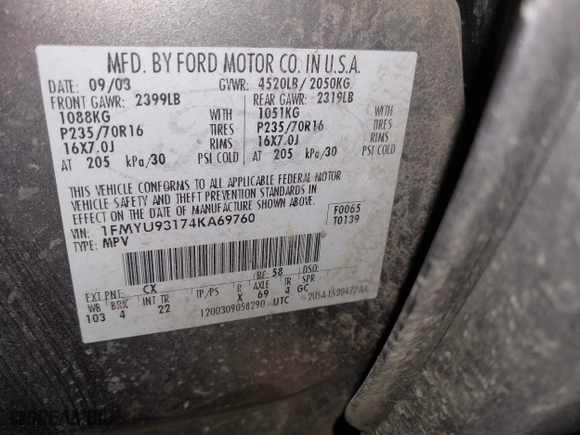 MFD. BY FORD MOTOR CO. IN U.S.A.
DATE: 09/03 GVWR: 4520LB / 2050KG
FRONT GAWR: 2399LB REAR GAWR: 2319LB
1088KG WITH 1051KG WITH
P235/70R16 TIRES P235/70R16 TIRES
16X7.0J RIMS 16X7.0J RIMS
AT 205 kPa/30 PSI COLD AT 205 kPa/30 PSI COLD
THIS VEHICLE CONFORMS TO ALL APPLICABLE FEDERAL MOTOR
VEHICLE SAFETY AND THEFT PREVENTION STANDARDS IN
EFFECT ON THE DATE OF MANUFACTURE SHOWN ABOVE.
VIN: 1FMYU93174KA69760 F0065
TYPE: MPV T0139
EXT PNT: CX RF: 58 DSO:
WB BRK INT TR TP/PS R AXLE TR SPR
103 4 22 X 69 4 GC
1200309058290 UTC